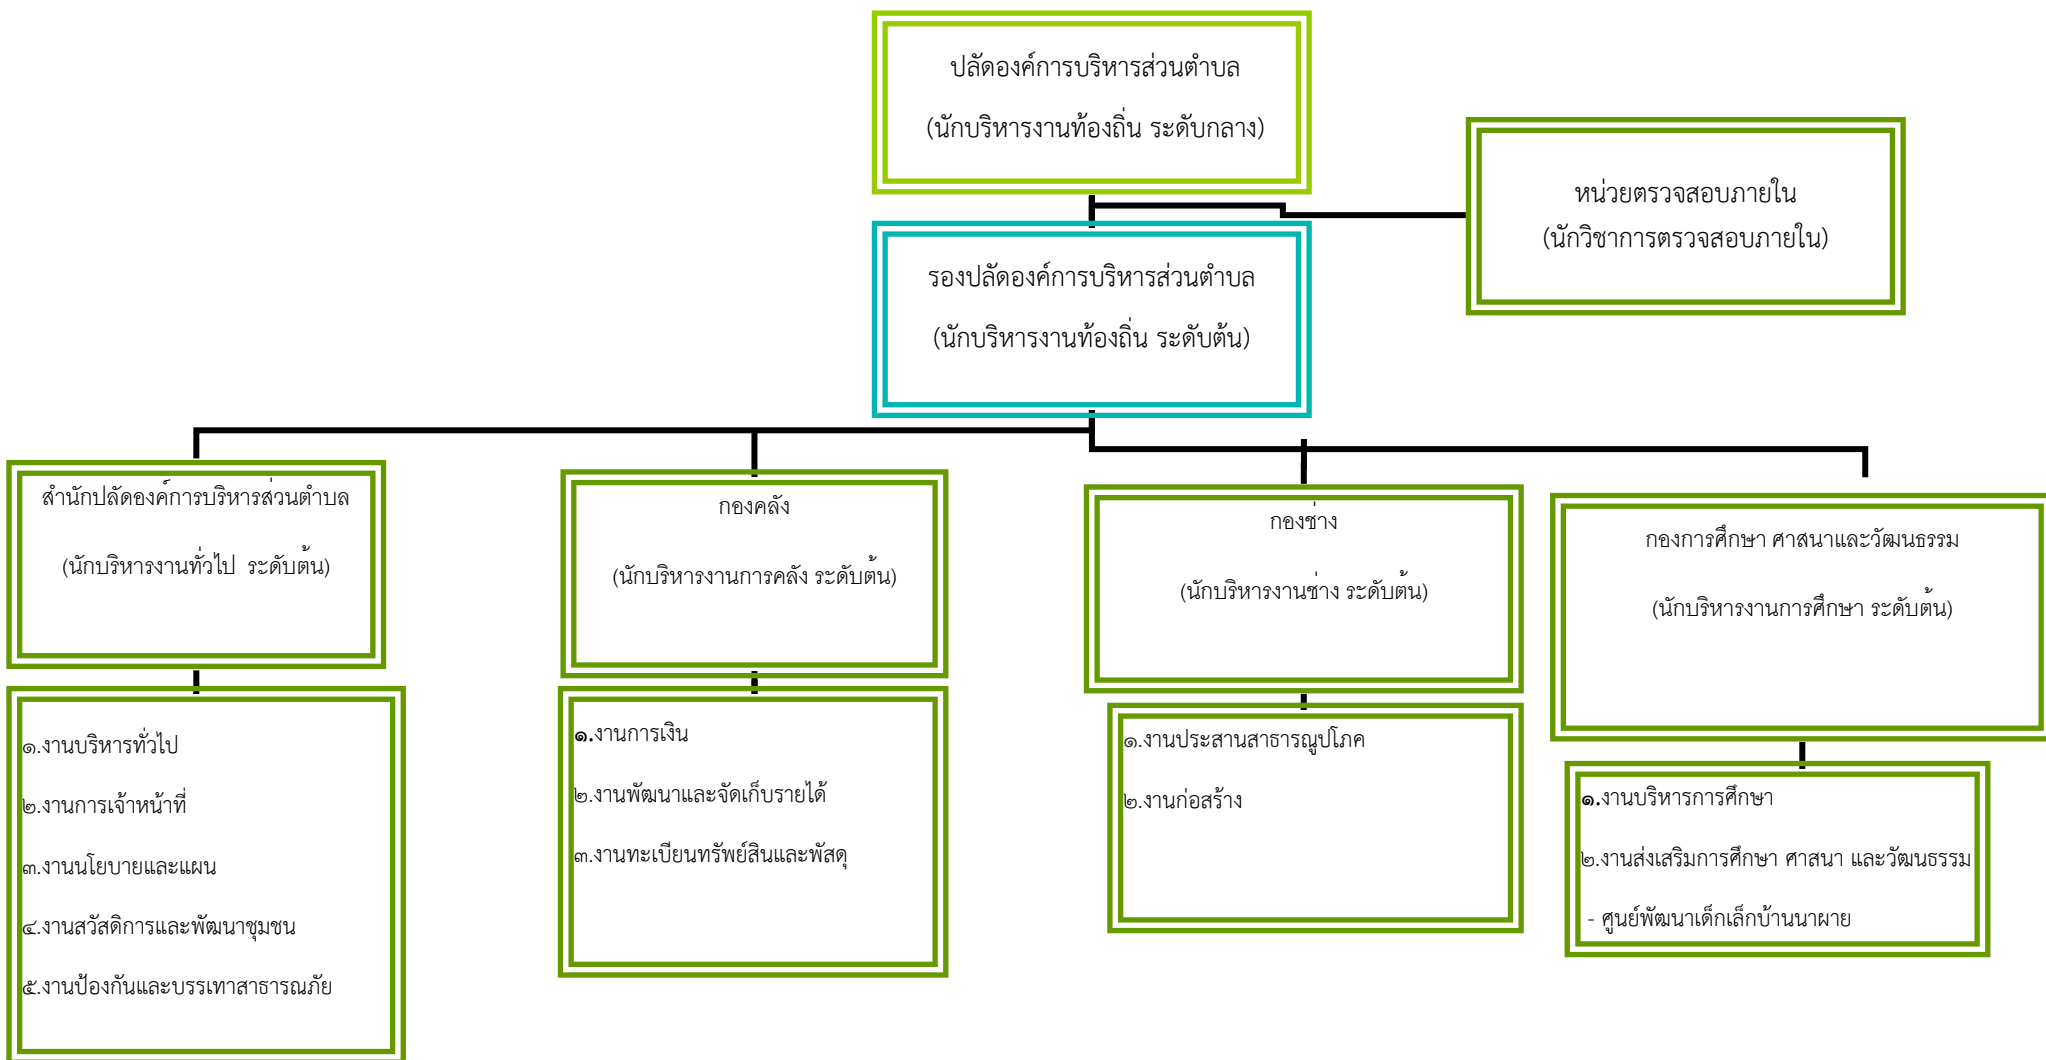 ปลัดองค์การบริหารส่วนตำบล
(นักบริหารงานท้องถิ่น ระดับกลาง)
หน่วยตรวจสอบภายใน
(นักวิชาการตรวจสอบภายใน)
รองปลัดองค์การบริหารส่วนตำบล
(นักบริหารงานท้องถิ่น ระดับต้น)
สำนักปลัดองค์การบริหารส่วนตำบล
(นักบริหารงานทั่วไป ระดับต้น)
กองคลัง
(นักบริหารงานการคลัง ระดับต้น)
กองช่าง
(นักบริหารงานช่าง ระดับต้น)
กองการศึกษา ศาสนาและวัฒนธรรม
(นักบริหารงานการศึกษา ระดับต้น)
๑.งานบริหารทั่วไป
๒.งานการเจ้าหน้าที่
๓.งานนโยบายและแผน
๔.งานสวัสดิการและพัฒนาชุมชน
๕.งานป้องกันและบรรเทาสาธารณภัย
๑.งานการเงิน
๒.งานพัฒนาและจัดเก็บรายได้
๓.งานทะเบียนทรัพย์สินและพัสดุ
๑.งานประสานสาธารณูปโภค
๒.งานก่อสร้าง
๑.งานบริหารการศึกษา
๒.งานส่งเสริมการศึกษา ศาสนา และวัฒนธรรม
- ศูนย์พัฒนาเด็กเล็กบ้านนาผาย